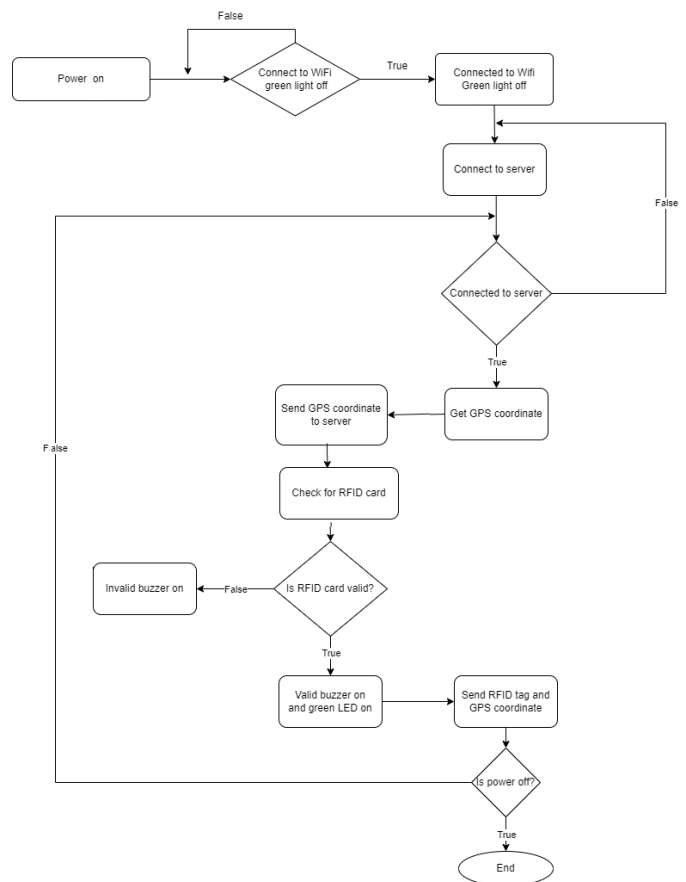 False
Power on
Connect to WiFi
green light off
True
Connected to Wifi
Green light off
Connect to server
False
Connected to server
True
Send GPS coordinate
to server
Get GPS coordinate
False
Check for RFID card
Invalid buzzer on
False
Is RFID card valid?
True
Valid buzzer on
and green LED on
Send RFID tag and
GPS coordinate
Is power off?
True
End